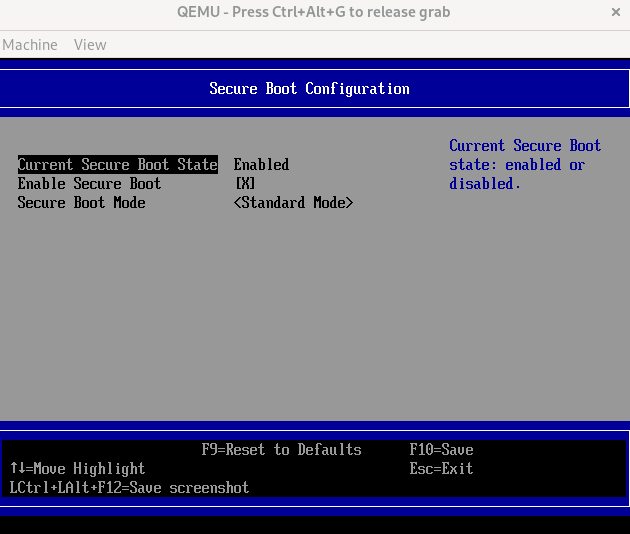 QEMU - Press Ctrl+Alt+G to release grab ×
Machine View
Secure Boot Configuration
Current Secure Boot State Enabled
Enable Secure Boot [X]
Secure Boot Mode <Standard Mode>
Current Secure Boot
state: enabled or
disabled.
F9=Reset to Defaults F10=Save
↑↓=Move Highlight Esc=Exit
LCtrl+LAlt+F12=Save screenshot